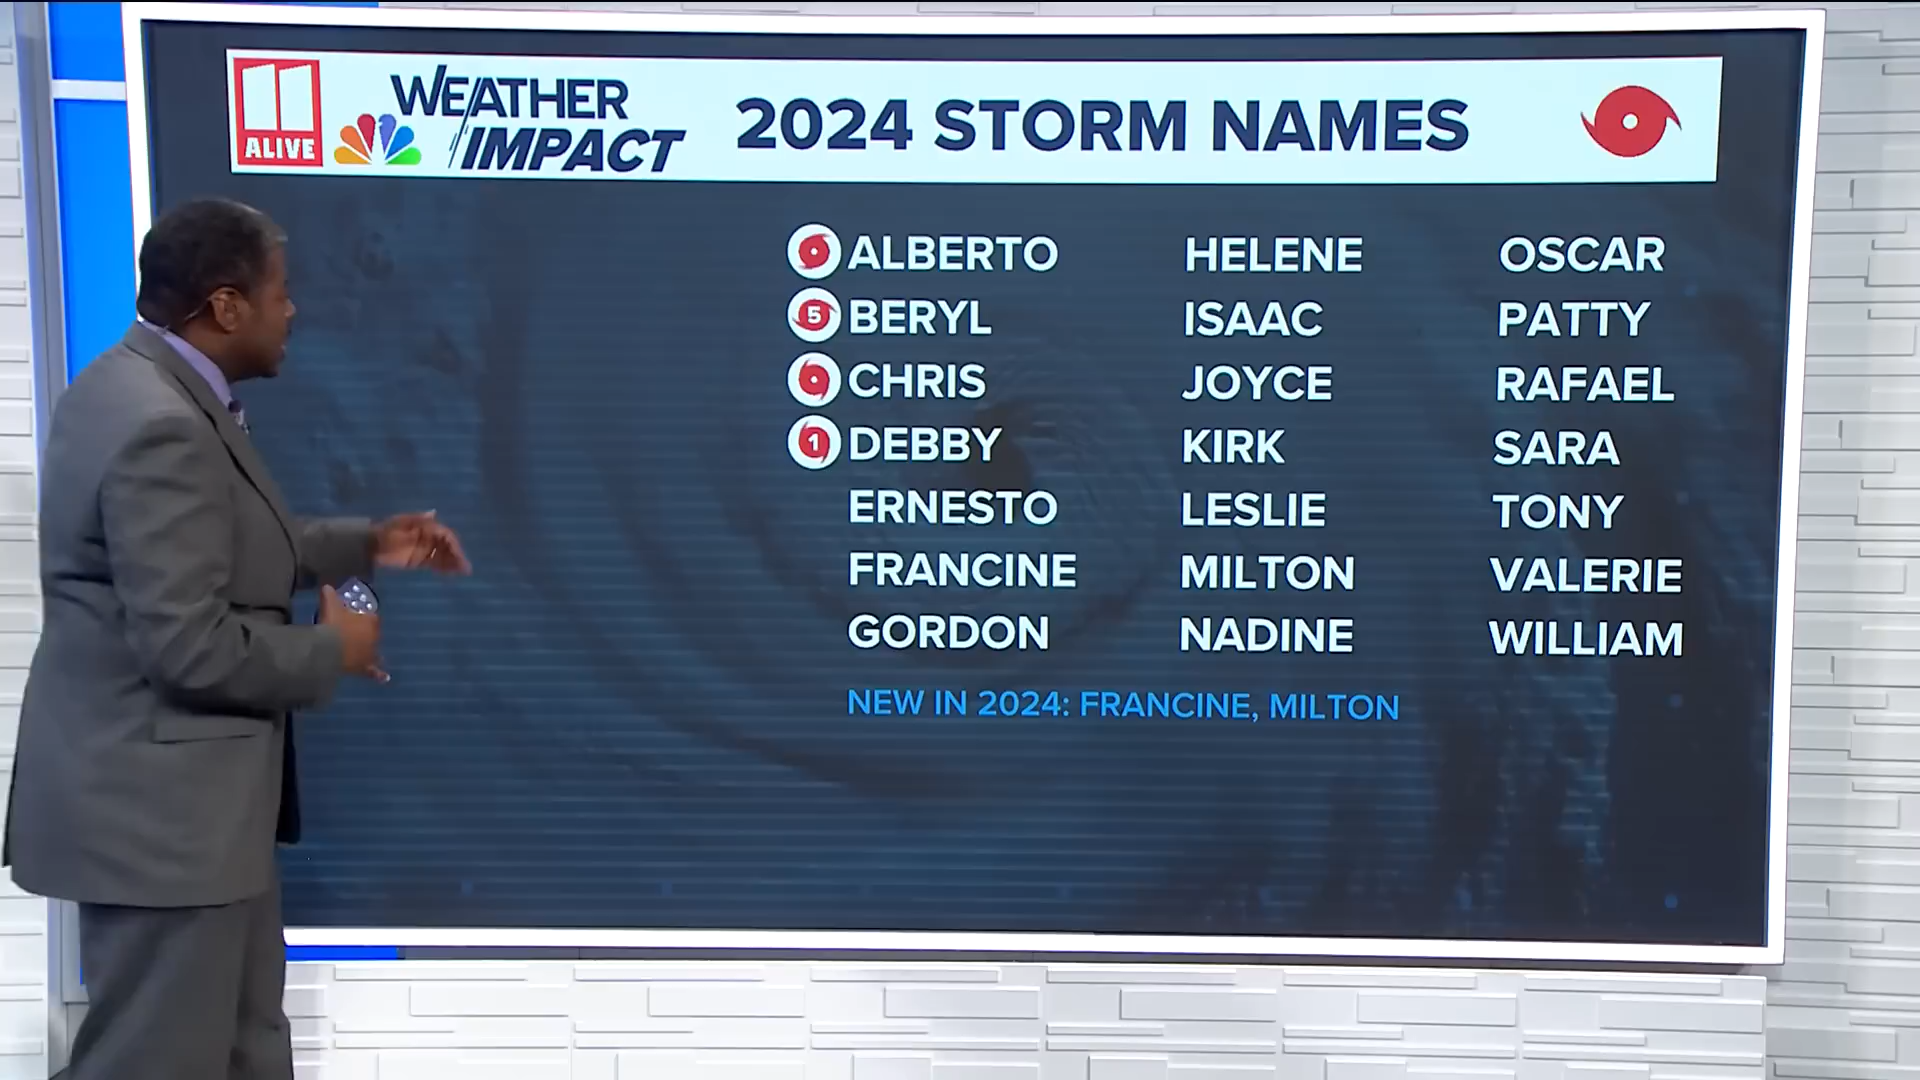 11
ALIVE
WEATHER
IMPACT
2024 STORM NAMES
ALBERTO
5 BERYL
CHRIS
1 DEBBY
ERNESTO
FRANCINE
GORDON
HELENE
ISAAC
JOYCE
KIRK
LESLIE
MILTON
NADINE
OSCAR
PATTY
RAFAEL
SARA
TONY
VALERIE
WILLIAM
NEW IN 2024: FRANCINE, MILTON